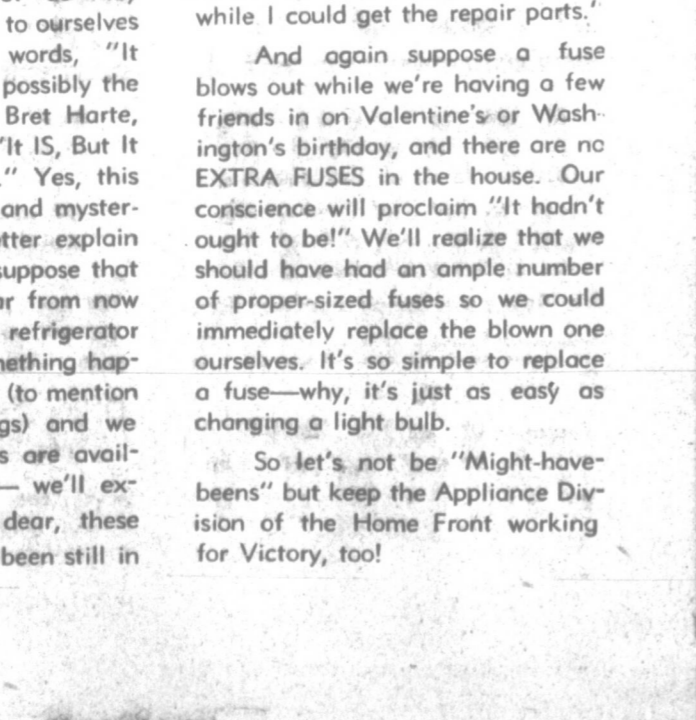 to ourselves
words, "It
possibly the
Bret Harte,
"It IS, But It
." Yes, this
and myster-
tter explain
suppose that
ar from now
refrigerator
mething hap-
(to mention
gs) and we
s are avail-
— we'll ex-
dear, these
been still in
while I could get the repair parts.'
And again suppose a fuse
blows out while we're having a few
friends in on Valentine's or Wash-
ington's birthday, and there are no
EXTRA FUSES in the house. Our
conscience will proclaim "It hadn't
ought to be!" We'll realize that we
should have had an ample number
of proper-sized fuses so we could
immediately replace the blown one
ourselves. It's so simple to replace
a fuse—why, it's just as easy as
changing a light bulb.
So let's not be "Might-have-
beens" but keep the Appliance Div-
ision of the Home Front working
for Victory, too!